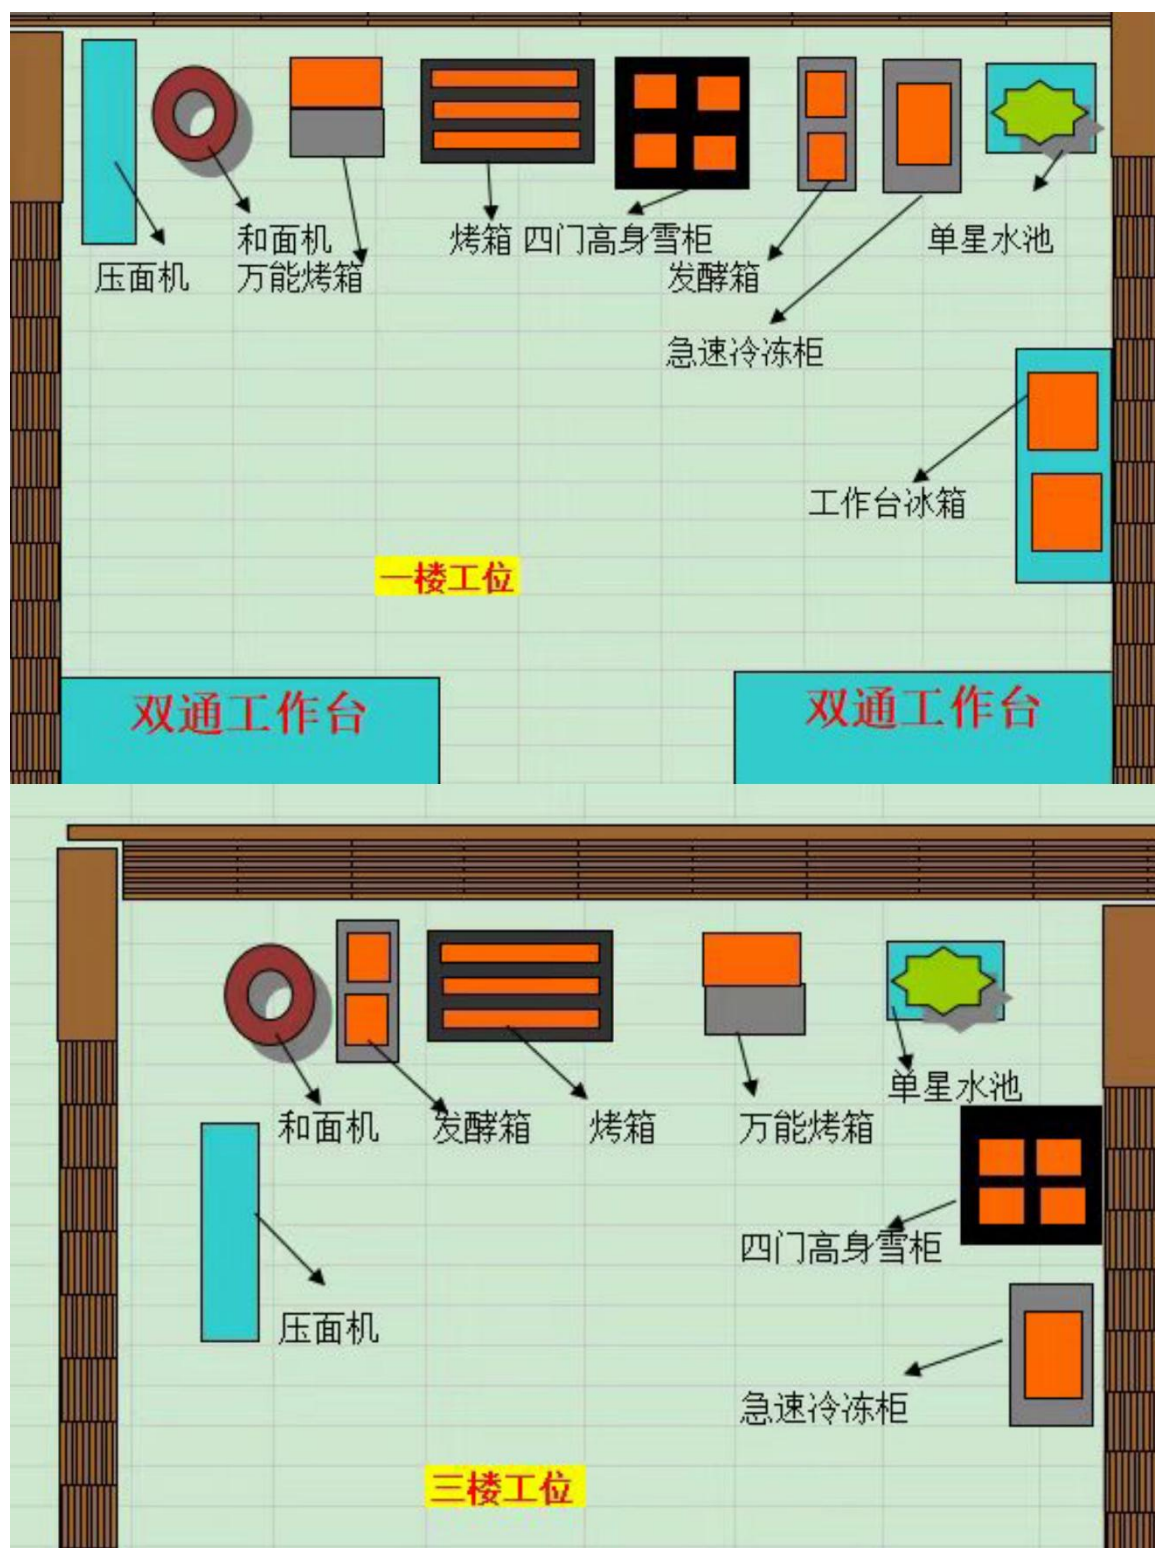 和面机
烤箱
四门高身雪柜
单星水池
压面机
万能烤箱
发酵箱
急速冷冻柜
工作台冰箱
一楼工位
双通工作台
双通工作台
单星水池
和面机
发酵箱
烤箱
万能烤箱
四门高身雪柜
压面机
急速冷冻柜
三楼工位